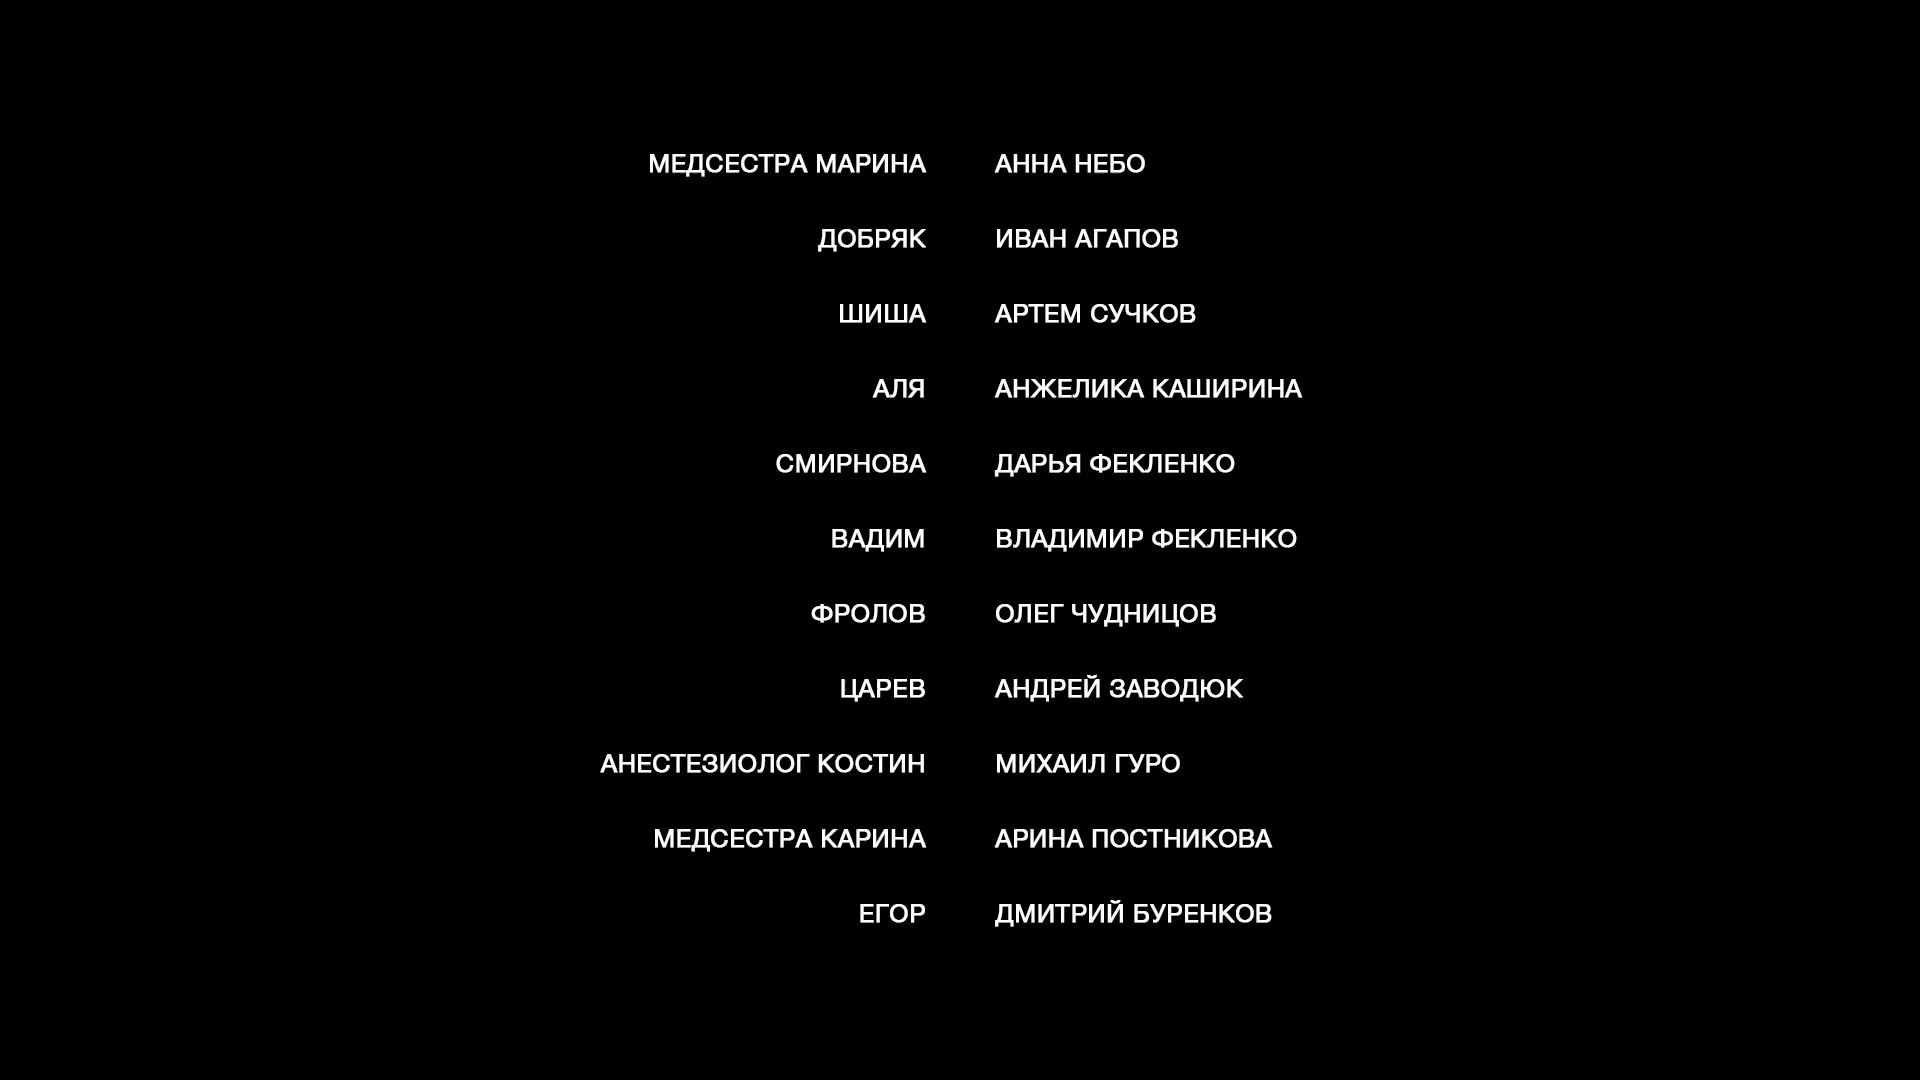 МЕДСЕСТРА МАРИНА АННА НЕБО
ДОБРЯК ИВАН АГАПОВ
ШИША АРТЕМ СУЧКОВ
АЛЯ АНЖЕЛИКА КАШИРИНА
СМИРНОВА ДАРЬЯ ФЕКЛЕНКО
ВАДИМ ВЛАДИМИР ФЕКЛЕНКО
ФРОЛОВ ОЛЕГ ЧУДНИЦОВ
ЦАРЕВ АНДРЕЙ ЗАВОДЮК
АНЕСТЕЗИОЛОГ КОСТИН МИХАИЛ ГУРО
МЕДСЕСТРА КАРИНА АРИНА ПОСТНИКОВА
ЕГОР ДМИТРИЙ БУРЕНКОВ